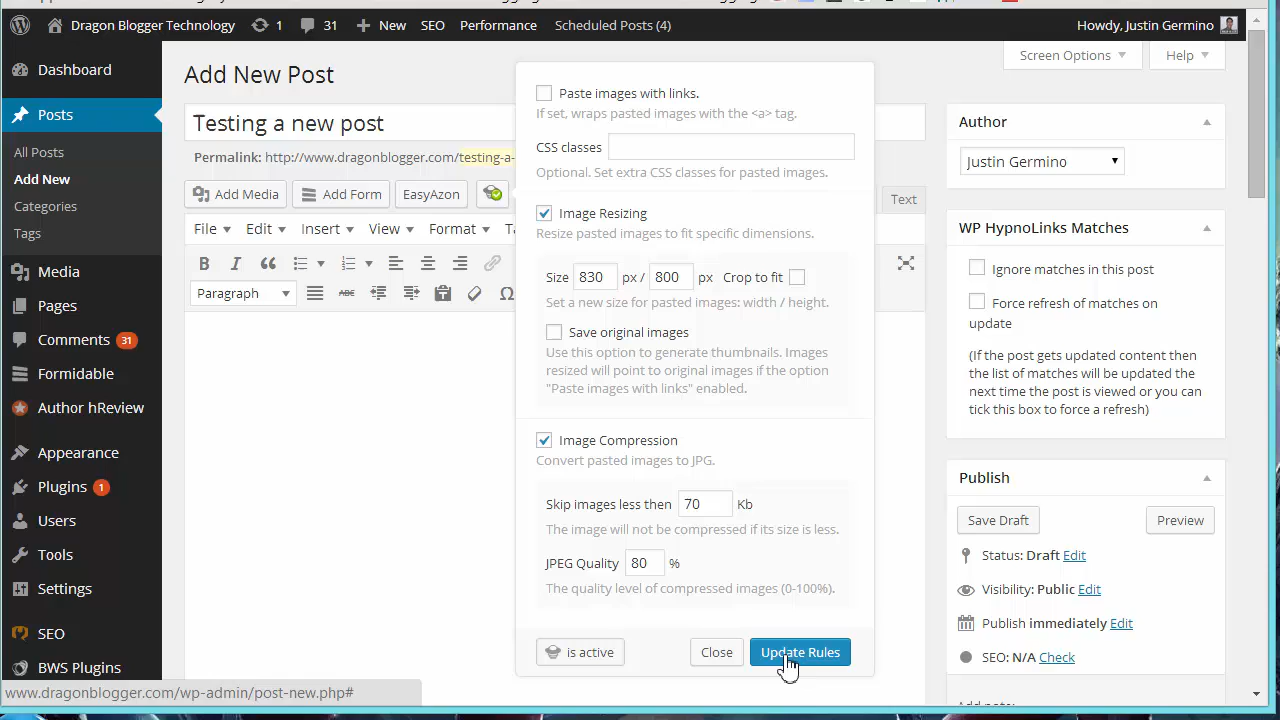 Dragon Blogger Technology 1 31 New SEO Performance Scheduled Posts (4) Howdy, Justin Germino
Screen Options Help
Dashboard
Posts
All Posts
Add New
Categories
Tags
Media
Pages
Comments 31
Formidable
Author hReview
Appearance
Plugins 1
Users
Tools
Settings
SEO
BWS Plugins
Add New Post
Testing a new post
Permalink: http://www.dragonblogger.com/testing-a-
Add Media Add Form EasyAzon
Text
File Edit Insert View Format
B I
Paragraph ABC Ω
Paste images with links.
If set, wraps pasted images with the <a> tag.
CSS classes
Optional. Set extra CSS classes for pasted images.
Image Resizing
Resize pasted images to fit specific dimensions.
Size 830 px / 800 px Crop to fit
Set a new size for pasted images: width / height.
Save original images
Use this option to generate thumbnails. Images
resized will point to original images if the option
"Paste images with links" enabled.
Image Compression
Convert pasted images to JPG.
Skip images less then 70 Kb
The image will not be compressed if its size is less.
JPEG Quality 80 %
The quality level of compressed images (0-100%).
is active Close Update Rules
Author
Justin Germino
WP HypnoLinks Matches
Ignore matches in this post
Force refresh of matches on
update
(If the post gets updated content then
the list of matches will be updated the
next time the post is viewed or you can
tick this box to force a refresh)
Publish
Save Draft Preview
Status: Draft Edit
Visibility: Public Edit
Publish immediately Edit
SEO: N/A Check
www.dragonblogger.com/wp-admin/post-new.php#